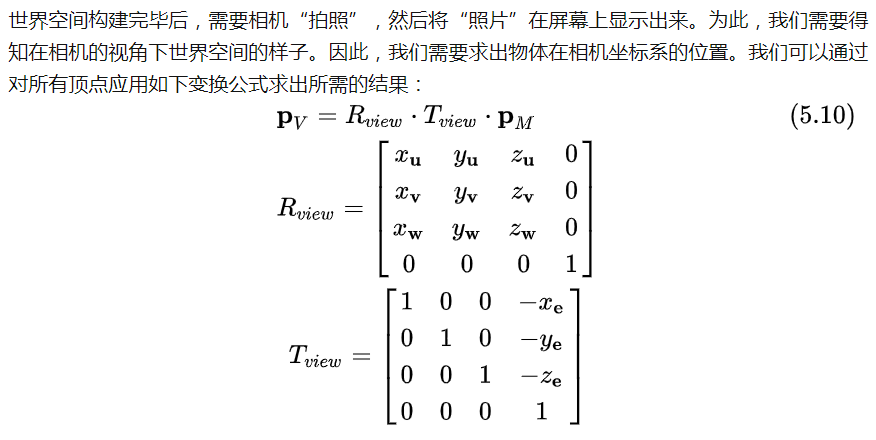 世界空间构建完毕后，需要相机“拍照”，然后将“照片”在屏幕上显示出来。为此，我们需要得
知在相机的视角下世界空间的样子。因此，我们需要求出物体在相机坐标系的位置。我们可以通过
对所有顶点应用如下变换公式求出所需的结果：
$\mathbf{p}_V = R_{view} \cdot T_{view} \cdot \mathbf{p}_M$ (5.10)
$R_{view} = \begin{bmatrix} x_{\mathbf{u}} & y_{\mathbf{u}} & z_{\mathbf{u}} & 0 \\ x_{\mathbf{v}} & y_{\mathbf{v}} & z_{\mathbf{v}} & 0 \\ x_{\mathbf{w}} & y_{\mathbf{w}} & z_{\mathbf{w}} & 0 \\ 0 & 0 & 0 & 1 \end{bmatrix}$
$T_{view} = \begin{bmatrix} 1 & 0 & 0 & -x_{\mathbf{e}} \\ 0 & 1 & 0 & -y_{\mathbf{e}} \\ 0 & 0 & 1 & -z_{\mathbf{e}} \\ 0 & 0 & 0 & 1 \end{bmatrix}$